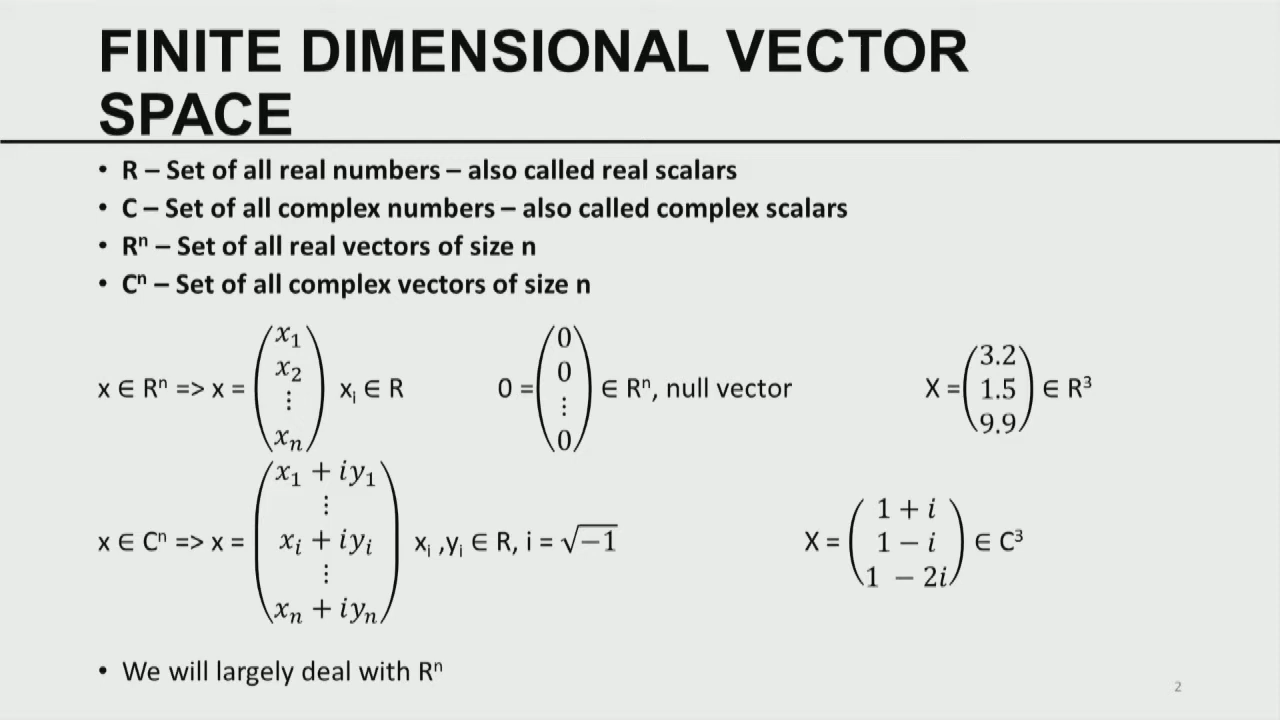 FINITE DIMENSIONAL VECTOR
SPACE
• R – Set of all real numbers – also called real scalars
• C – Set of all complex numbers – also called complex scalars
• Rⁿ – Set of all real vectors of size n
• Cⁿ – Set of all complex vectors of size n
x ∈ Rⁿ => x = (x₁ x₂ ⋮ xₙ) xᵢ ∈ R 0 = (0 0 ⋮ 0) ∈ Rⁿ, null vector X = (3.2 1.5 9.9) ∈ R³
x ∈ Cⁿ => x = (x₁ + iy₁ ⋮ xᵢ + iyᵢ ⋮ xₙ + iyₙ) xᵢ ,yᵢ ∈ R, i = √−1 X = (1 + i 1 − i 1 − 2i) ∈ C³
• We will largely deal with Rⁿ
2